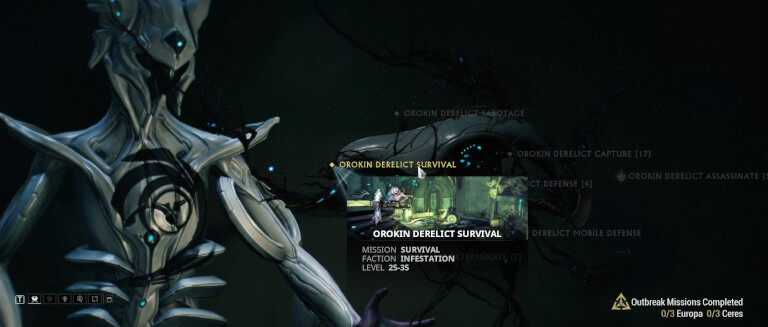 OROKIN DERELICT SABOTAGE
OROKIN DERELICT CAPTURE [17]
OROKIN DERELICT SURVIVAL
OROKIN DERELICT ASSASSINATE
CT DEFENSE [4]
OROKIN DERELICT SURVIVAL
DERELICT MOBILE DEFENSE
MISSION SURVIVAL
FACTION INFESTATION
LEVEL 25-35
T
Outbreak Missions Completed
0/3 Europa 0/3 Ceres